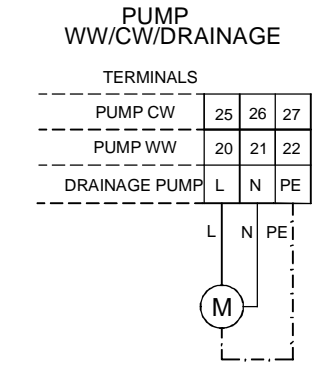 PUMP
WW/CW/DRAINAGE
TERMINALS
PUMP CW 25 26 27
PUMP WW 20 21 22
DRAINAGE PUMP L N PE
L N PE
M